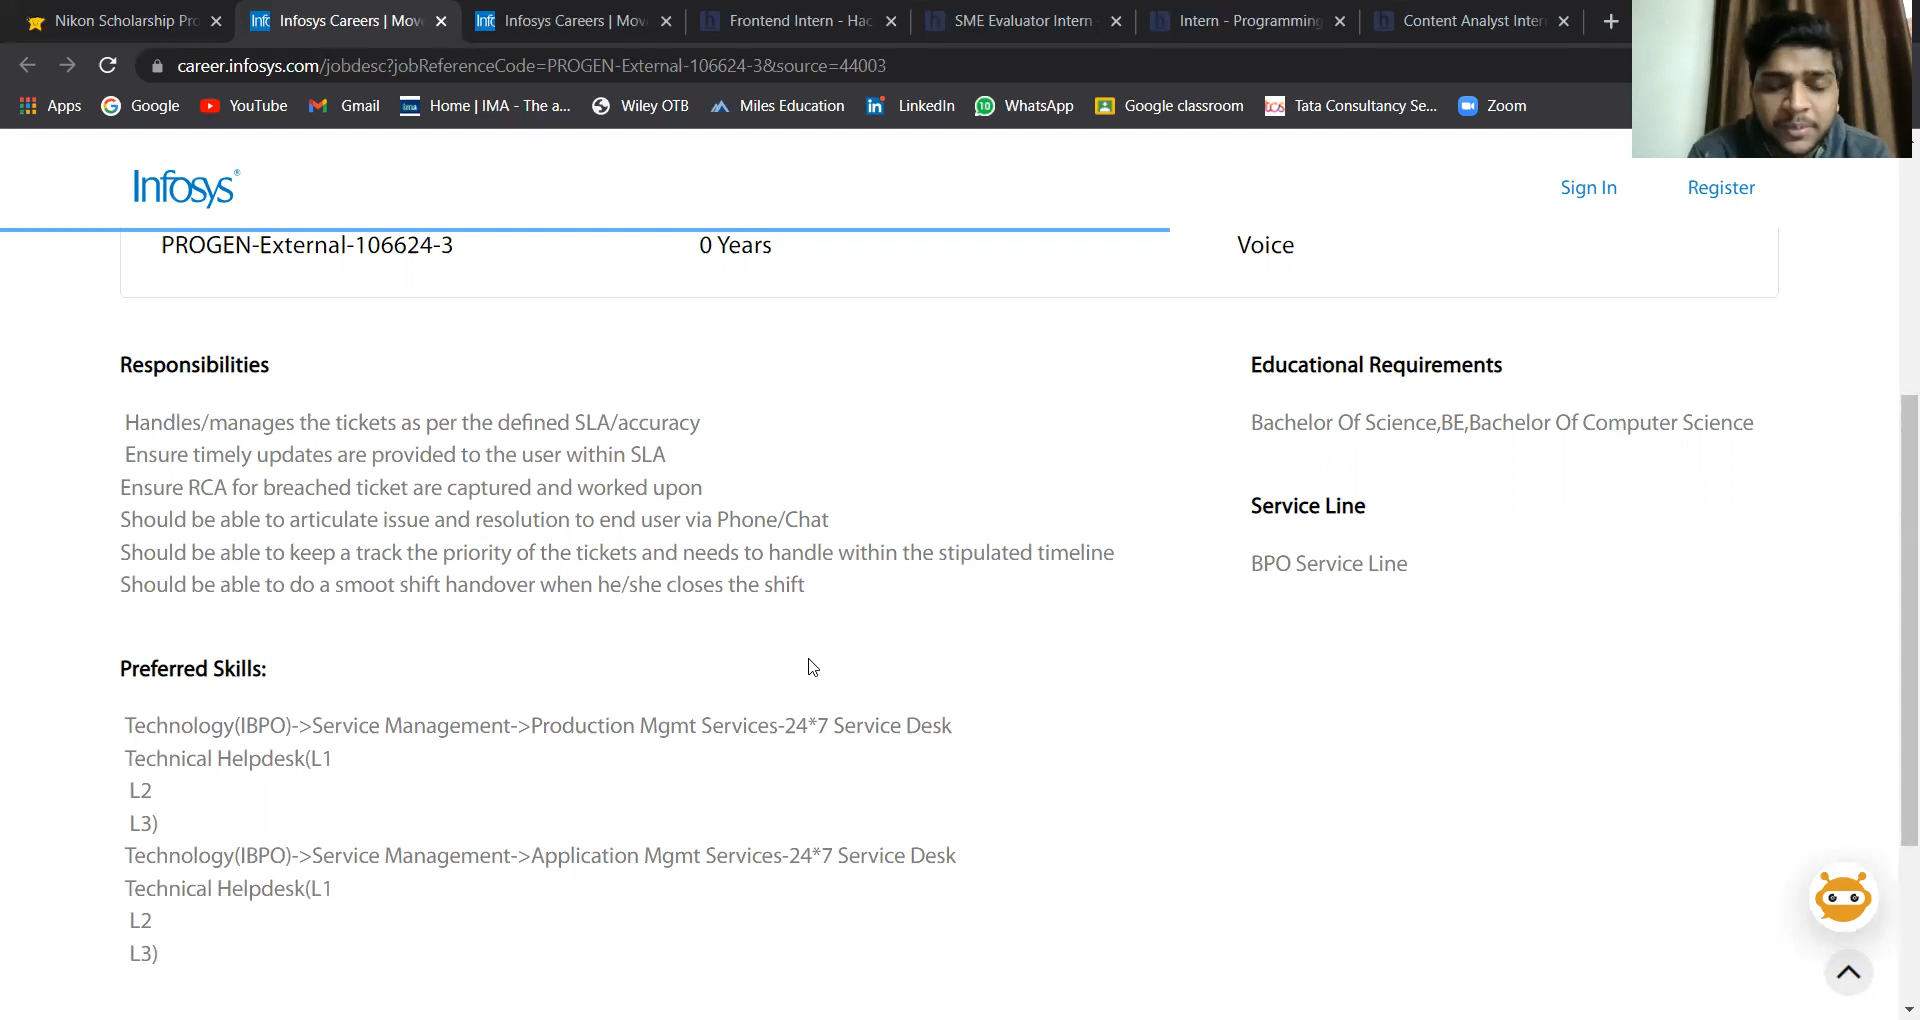 Nikon Scholarship Pro
Infosys Careers | Move
Infosys Careers | Mov
Frontend Intern - Hac
SME Evaluator Intern
Intern - Programming
Content Analyst Inter
career.infosys.com/jobdesc?jobReferenceCode=PROGEN-External-106624-3&source=44003
Apps
Google
YouTube
Gmail
Home | IMA - The a...
Wiley OTB
Miles Education
LinkedIn
WhatsApp
Google classroom
Tata Consultancy Se...
Zoom
Infosys®
Sign In
Register
PROGEN-External-106624-3
0 Years
Voice
Responsibilities
Handles/manages the tickets as per the defined SLA/accuracy
Ensure timely updates are provided to the user within SLA
Ensure RCA for breached ticket are captured and worked upon
Should be able to articulate issue and resolution to end user via Phone/Chat
Should be able to keep a track the priority of the tickets and needs to handle within the stipulated timeline
Should be able to do a smoot shift handover when he/she closes the shift
Educational Requirements
Bachelor Of Science,BE,Bachelor Of Computer Science
Service Line
BPO Service Line
Preferred Skills:
Technology(IBPO)->Service Management->Production Mgmt Services-24*7 Service Desk
Technical Helpdesk(L1
L2
L3)
Technology(IBPO)->Service Management->Application Mgmt Services-24*7 Service Desk
Technical Helpdesk(L1
L2
L3)